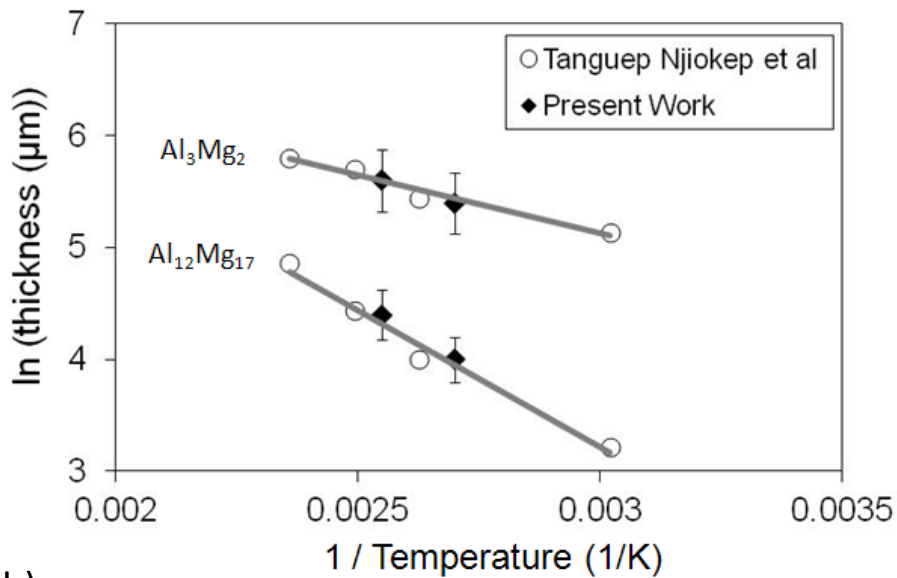 7
Tanguep Njiokep et al
Present Work
6
Al₃Mg₂
5
Al₁₂Mg₁₇
4
3
ln (thickness (μm))
0.002 0.0025 0.003 0.0035
1 / Temperature (1/K)